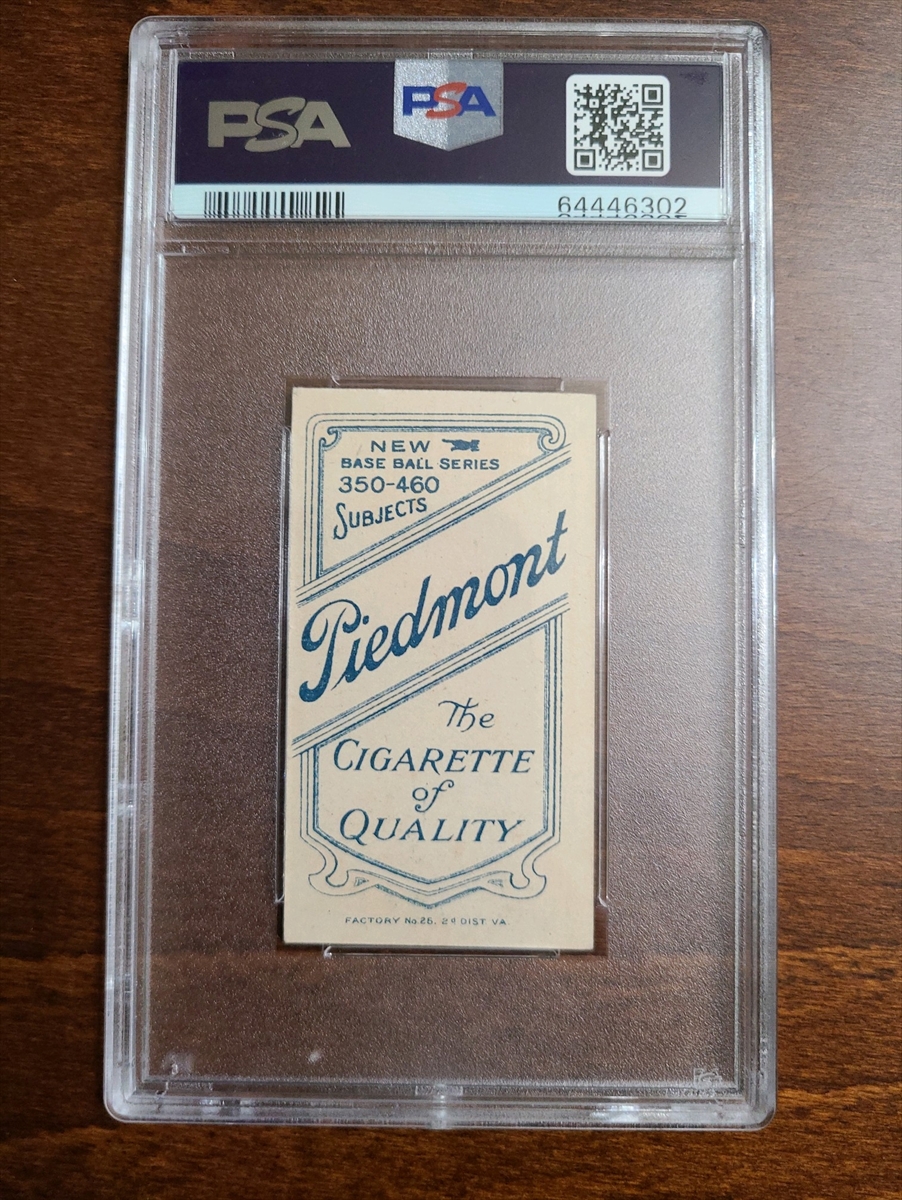 PSA
PSA
64446302
NEW
BASE BALL SERIES
350-460
SUBJECTS
Piedmont
The
CIGARETTE
of
QUALITY
FACTORY No. 25, 2d DIST. VA.